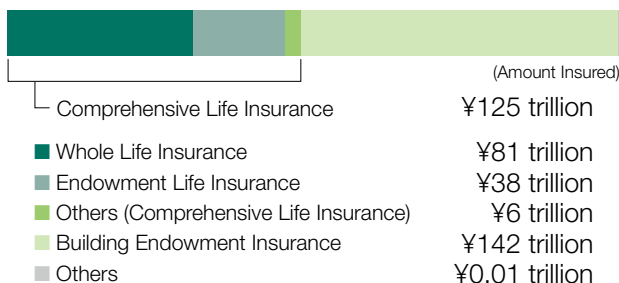 (Amount Insured)
Comprehensive Life Insurance ¥125 trillion
Whole Life Insurance ¥81 trillion
Endowment Life Insurance ¥38 trillion
Others (Comprehensive Life Insurance) ¥6 trillion
Building Endowment Insurance ¥142 trillion
Others ¥0.01 trillion